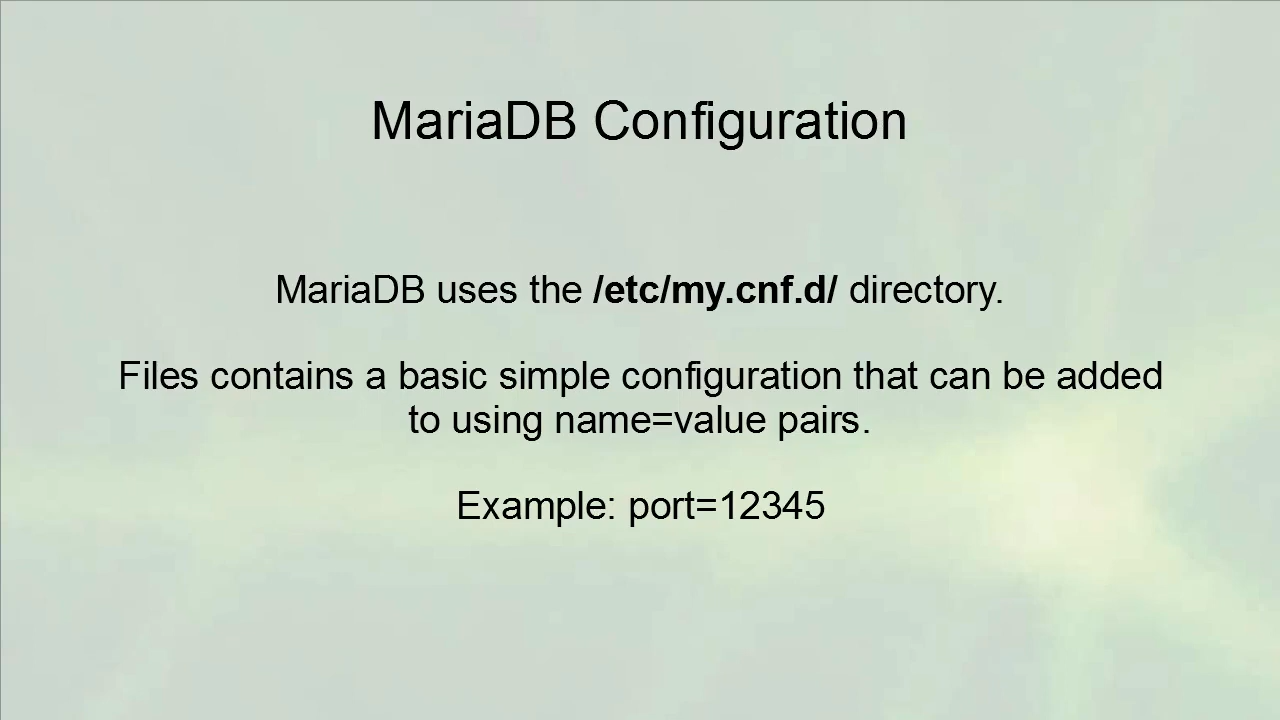 MariaDB Configuration
MariaDB uses the /etc/my.cnf.d/ directory.
Files contains a basic simple configuration that can be added
to using name=value pairs.
Example: port=12345